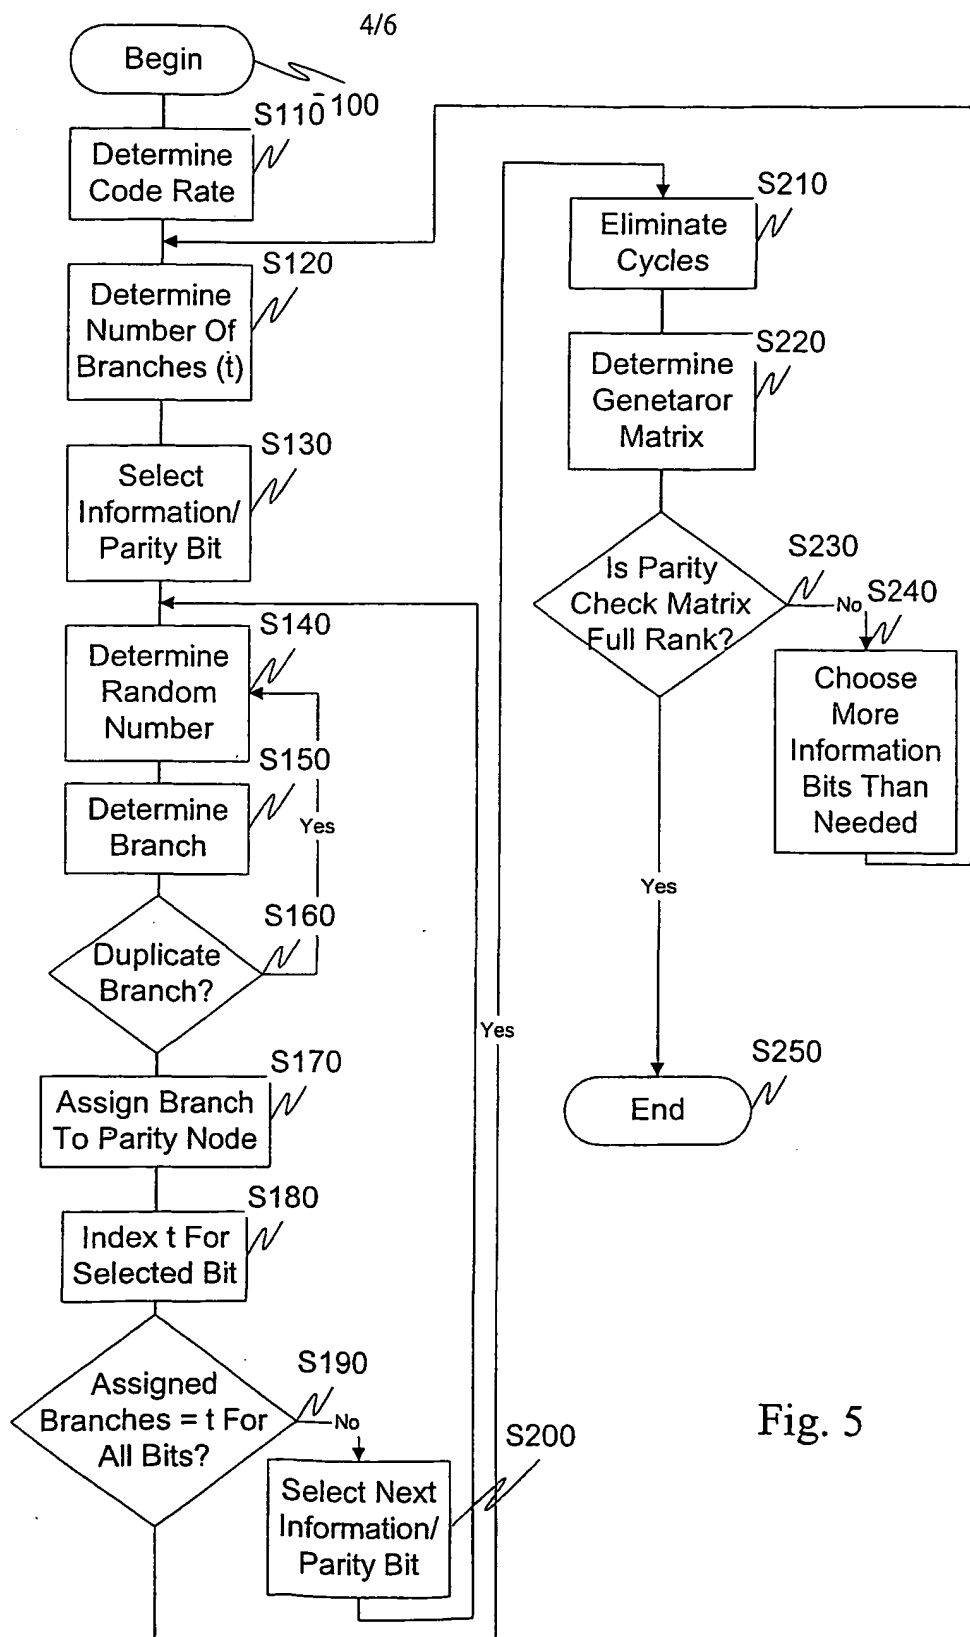 4/6
Begin
100
S110
Determine
Code Rate
S120
Determine
Number Of
Branches (t)
S130
Select
Information/
Parity Bit
S140
Determine
Random
Number
S150
Determine
Branch
Yes
S160
Duplicate
Branch?
S170
Assign Branch
To Parity Node
S180
Index t For
Selected Bit
S190
Assigned
Branches = t For
All Bits?
No
S200
Select Next
Information/
Parity Bit
Yes
S210
Eliminate
Cycles
S220
Determine
Genetaror
Matrix
S230
Is Parity
Check Matrix
Full Rank?
No
S240
Choose
More
Information
Bits Than
Needed
Yes
S250
End
Fig. 5